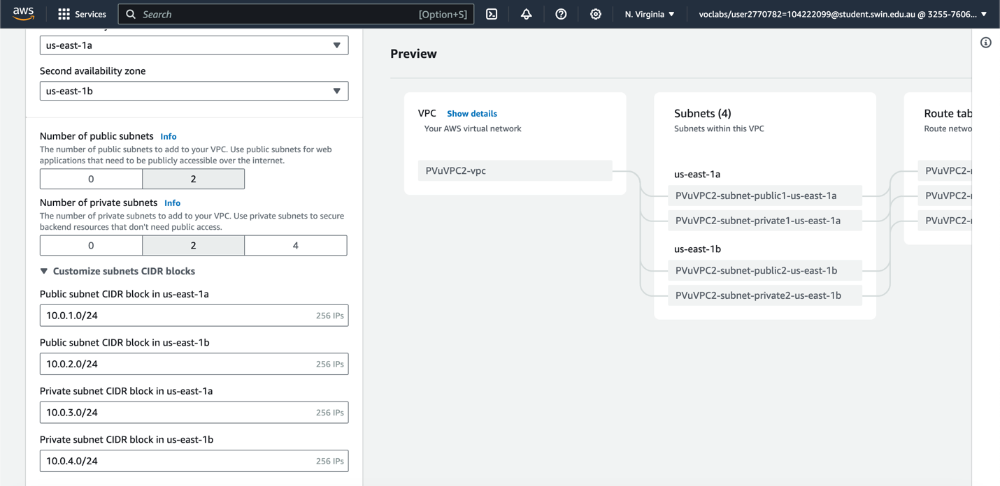 aws
Services
Search
[Option+S]
N. Virginia
voclabs/user2770782=104222099@student.swin.edu.au @ 3255-7606...
us-east-1a
Second availability zone
us-east-1b
Number of public subnets Info
The number of public subnets to add to your VPC. Use public subnets for web
applications that need to be publicly accessible over the internet.
0 2
Number of private subnets Info
The number of private subnets to add to your VPC. Use private subnets to secure
backend resources that don't need public access.
0 2 4
Customize subnets CIDR blocks
Public subnet CIDR block in us-east-1a
10.0.1.0/24 256 IPs
Public subnet CIDR block in us-east-1b
10.0.2.0/24 256 IPs
Private subnet CIDR block in us-east-1a
10.0.3.0/24 256 IPs
Private subnet CIDR block in us-east-1b
10.0.4.0/24 256 IPs
Preview
VPC Show details
Your AWS virtual network
PVuVPC2-vpc
Subnets (4)
Subnets within this VPC
us-east-1a
PVuVPC2-subnet-public1-us-east-1a
PVuVPC2-subnet-private1-us-east-1a
us-east-1b
PVuVPC2-subnet-public2-us-east-1b
PVuVPC2-subnet-private2-us-east-1b
Route tab
Route netwo
PVuVPC2-
PVuVPC2-
PVuVPC2-